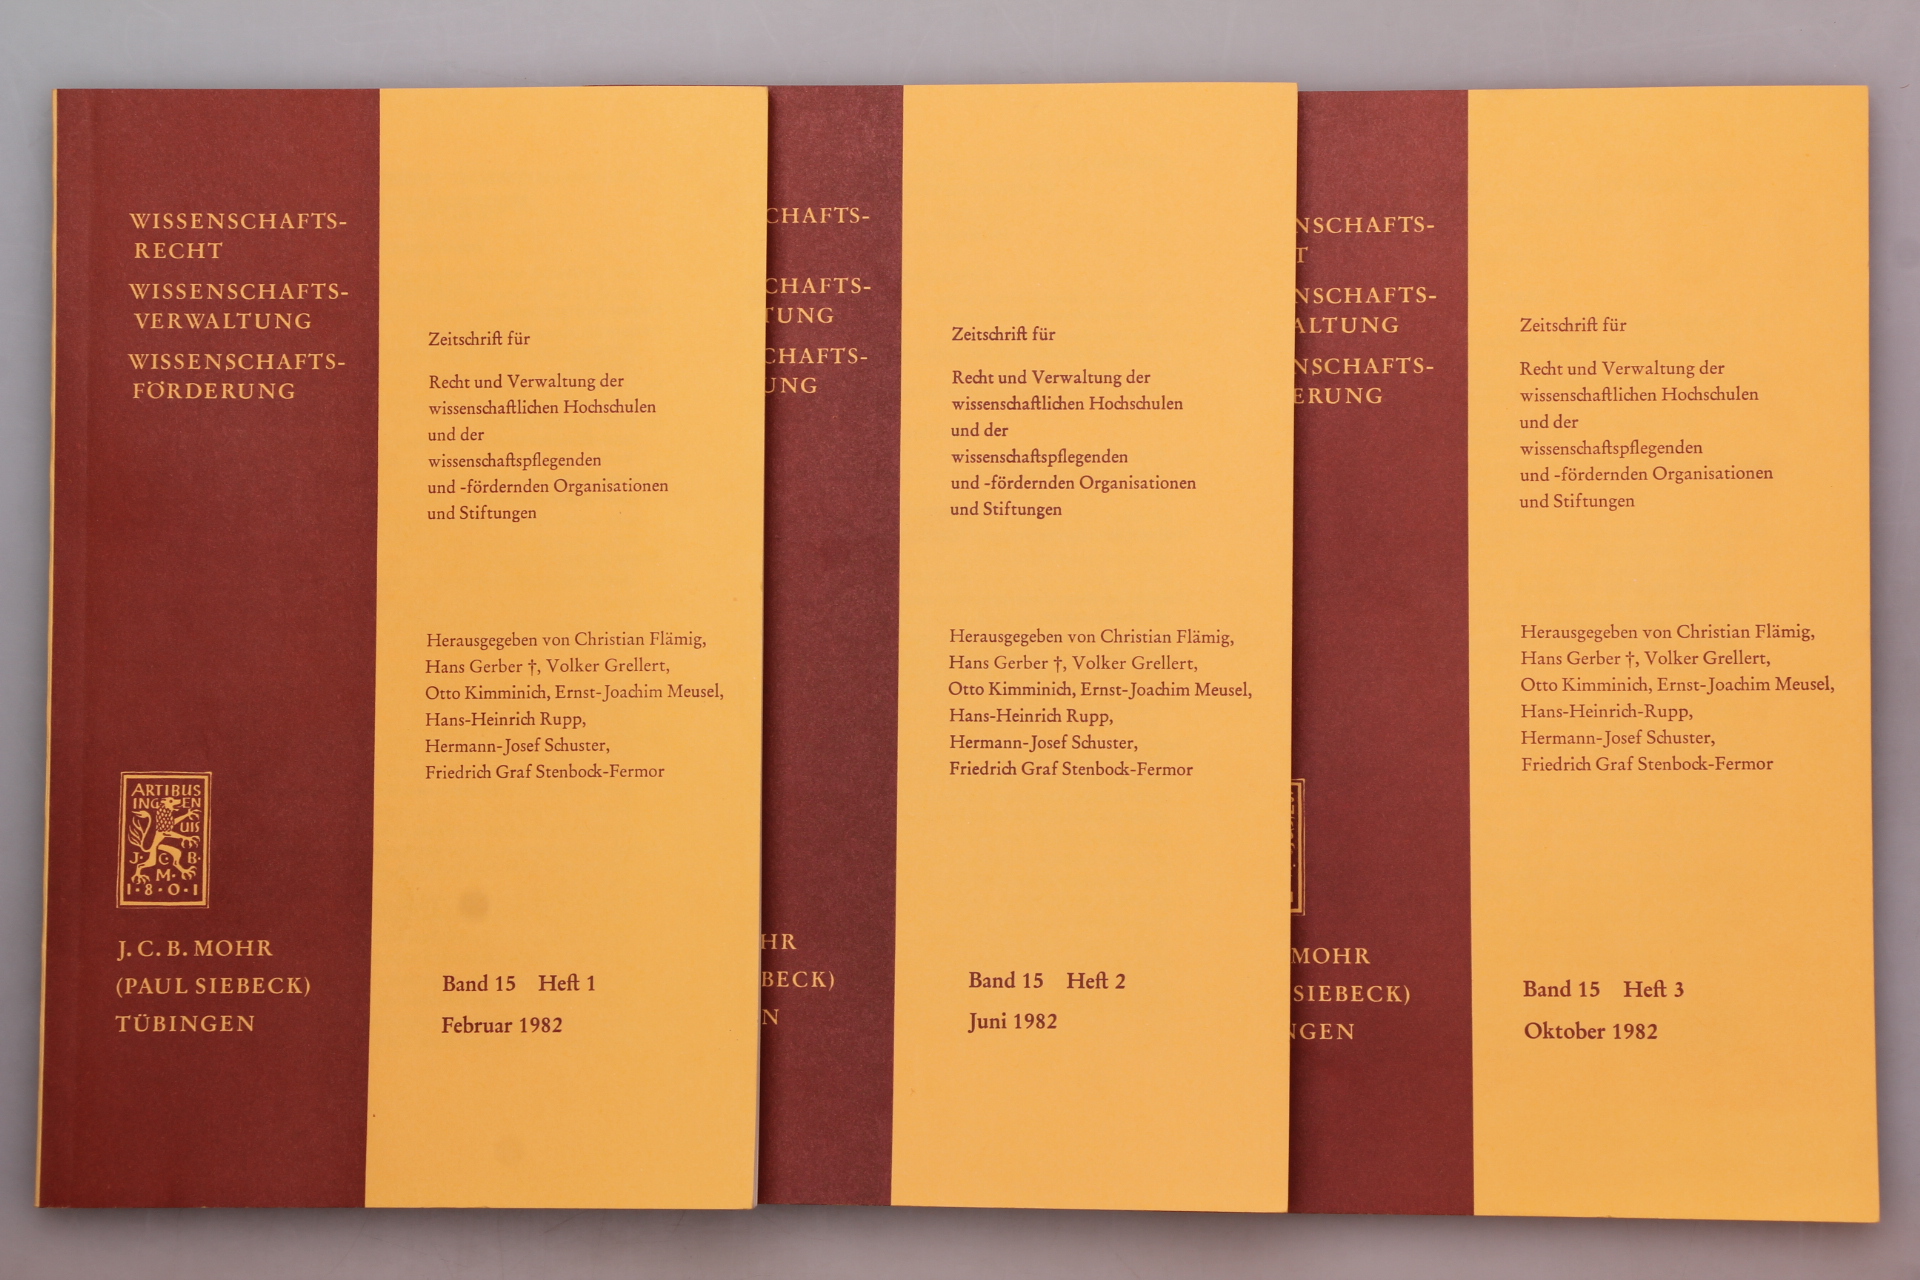 WISSENSCHAFTS-
RECHT
WISSENSCHAFTS-
VERWALTUNG
WISSENSCHAFTS-
FÖRDERUNG
ARTIBUS
INGEN
UIS
J. C. B.
M.
1·8·0·1
J. C. B. MOHR
(PAUL SIEBECK)
TÜBINGEN
Zeitschrift für
Recht und Verwaltung der
wissenschaftlichen Hochschulen
und der
wissenschaftspflegenden
und -fördernden Organisationen
und Stiftungen
Herausgegeben von Christian Flämig,
Hans Gerber †, Volker Grellert,
Otto Kimminich, Ernst-Joachim Meusel,
Hans-Heinrich Rupp,
Hermann-Josef Schuster,
Friedrich Graf Stenbock-Fermor
Band 15 Heft 1
Februar 1982
CHAFTS-
CHAFTS-
TUNG
CHAFTS-
UNG
HR
BECK)
N
Zeitschrift für
Recht und Verwaltung der
wissenschaftlichen Hochschulen
und der
wissenschaftspflegenden
und -fördernden Organisationen
und Stiftungen
Herausgegeben von Christian Flämig,
Hans Gerber †, Volker Grellert,
Otto Kimminich, Ernst-Joachim Meusel,
Hans-Heinrich Rupp,
Hermann-Josef Schuster,
Friedrich Graf Stenbock-Fermor
Band 15 Heft 2
Juni 1982
NSCHAFTS-
T
NSCHAFTS-
ALTUNG
NSCHAFTS-
ERUNG
MOHR
SIEBECK)
NGEN
Zeitschrift für
Recht und Verwaltung der
wissenschaftlichen Hochschulen
und der
wissenschaftspflegenden
und -fördernden Organisationen
und Stiftungen
Herausgegeben von Christian Flämig,
Hans Gerber †, Volker Grellert,
Otto Kimminich, Ernst-Joachim Meusel,
Hans-Heinrich-Rupp,
Hermann-Josef Schuster,
Friedrich Graf Stenbock-Fermor
Band 15 Heft 3
Oktober 1982